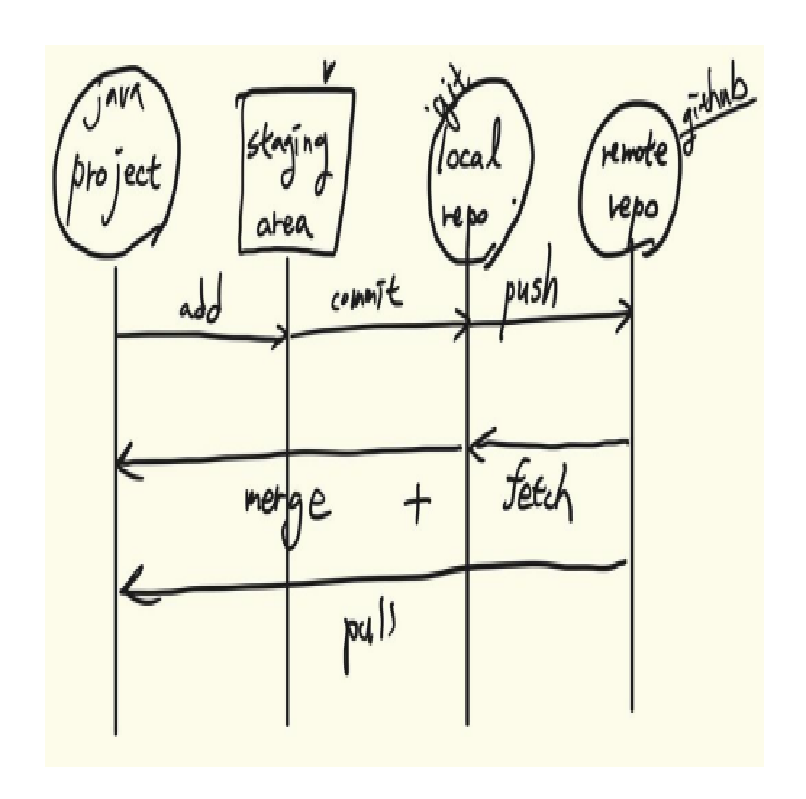 java
project
staging
area
git
local
repo
github
remote
repo
add
commit
push
merge + fetch
pull